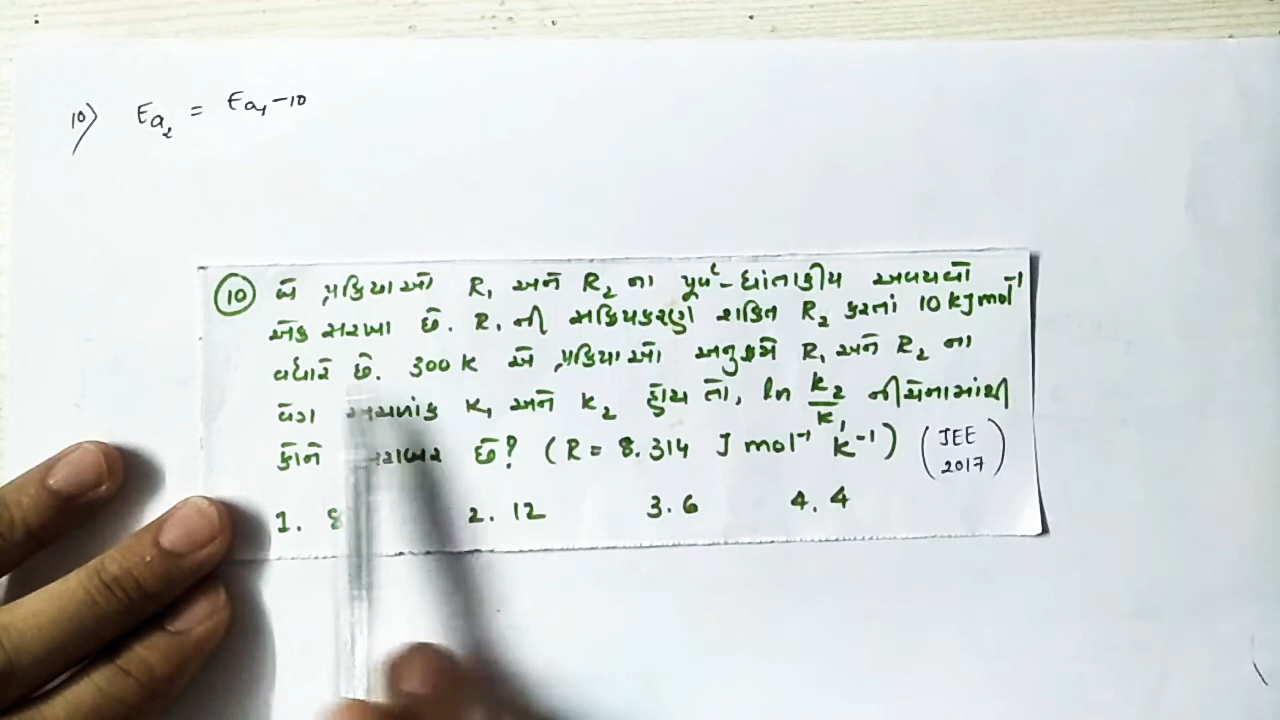 10) Ea₂ = Ea₁ - 10
(10) બે પ્રક્રિયાઓ R₁ અને R₂ ના પૂર્વ-ઘાંતાકીય અવયવો
એક સરખા છે. R₁ ની સક્રિયકરણ શક્તિ R₂ કરતાં 10 kJ mol⁻¹
વધારે છે. 300 K એ પ્રક્રિયાઓ અનુક્રમે R₁ અને R₂ ના
વેગ અચળાંક K₁ અને K₂ હોય તો, ln k₂/k₁ નીચેનામાંથી
કોને બરાબર છે? (R = 8.314 J mol⁻¹ K⁻¹) (JEE 2017)
1. 8 2. 12 3. 6 4. 4